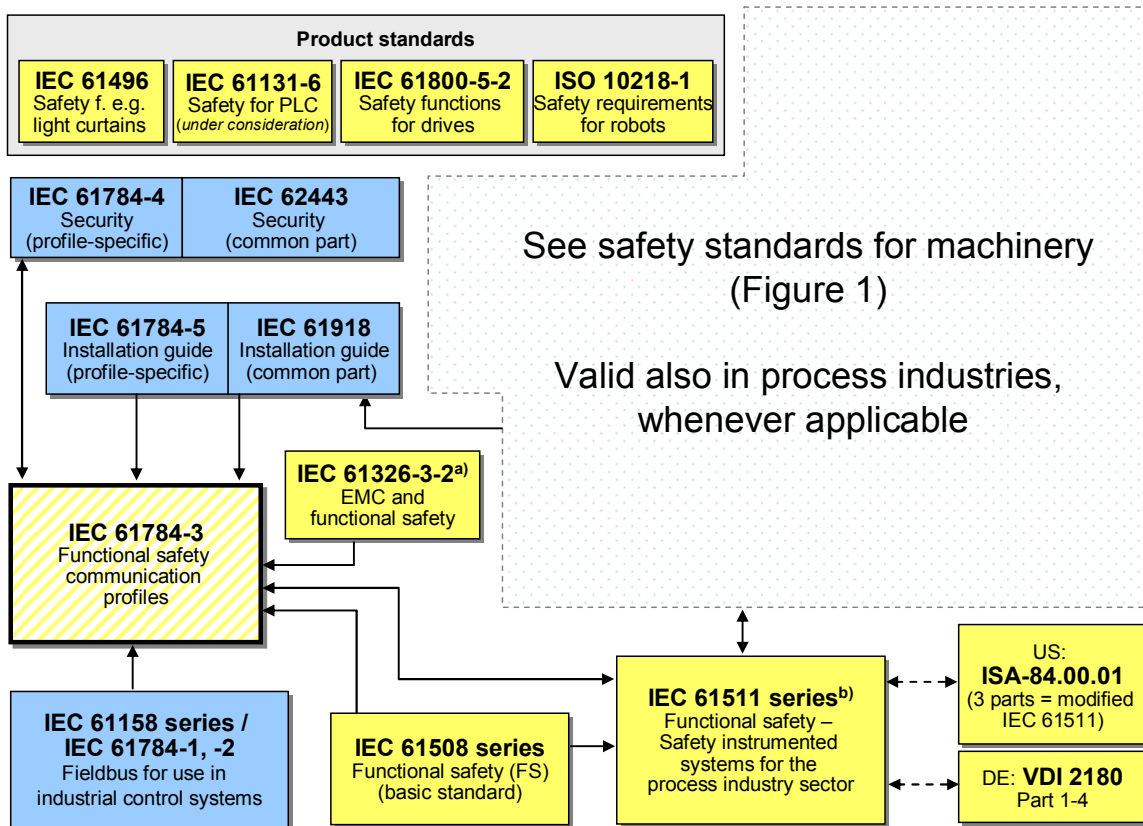 Product standards
IEC 61496
Safety f. e.g.
light curtains
IEC 61131-6
Safety for PLC
(under consideration)
IEC 61800-5-2
Safety functions
for drives
ISO 10218-1
Safety requirements
for robots
IEC 61784-4
Security
(profile-specific)
IEC 62443
Security
(common part)
See safety standards for machinery
(Figure 1)
Valid also in process industries,
whenever applicable
IEC 61784-5
Installation guide
(profile-specific)
IEC 61918
Installation guide
(common part)
IEC 61326-3-2a)
EMC and
functional safety
IEC 61784-3
Functional safety
communication
profiles
IEC 61158 series /
IEC 61784-1, -2
Fieldbus for use in
industrial control systems
IEC 61508 series
Functional safety (FS)
(basic standard)
IEC 61511 seriesb)
Functional safety –
Safety instrumented
systems for the
process industry sector
US:
ISA-84.00.01
(3 parts = modified
IEC 61511)
DE: VDI 2180
Part 1-4